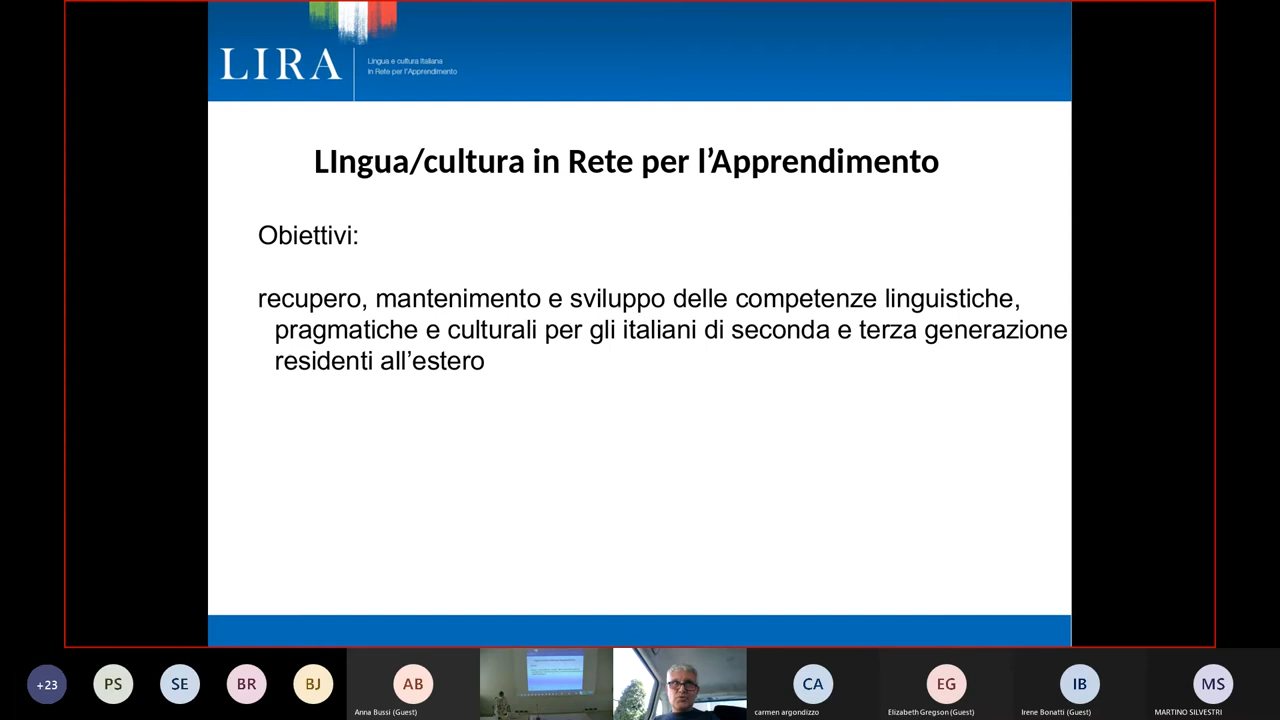 LIRA
Lingua e cultura Italiana
in Rete per l'Apprendimento
LIngua/cultura in Rete per l’Apprendimento
Obiettivi:
recupero, mantenimento e sviluppo delle competenze linguistiche,
pragmatiche e culturali per gli italiani di seconda e terza generazione
residenti all’estero
+23
PS
SE
BR
BJ
AB
CA
EG
IB
MS
Anna Bussi (Guest)
carmen argondizzo
Elizabeth Gregson (Guest)
Irene Bonatti (Guest)
MARTINO SILVESTRI